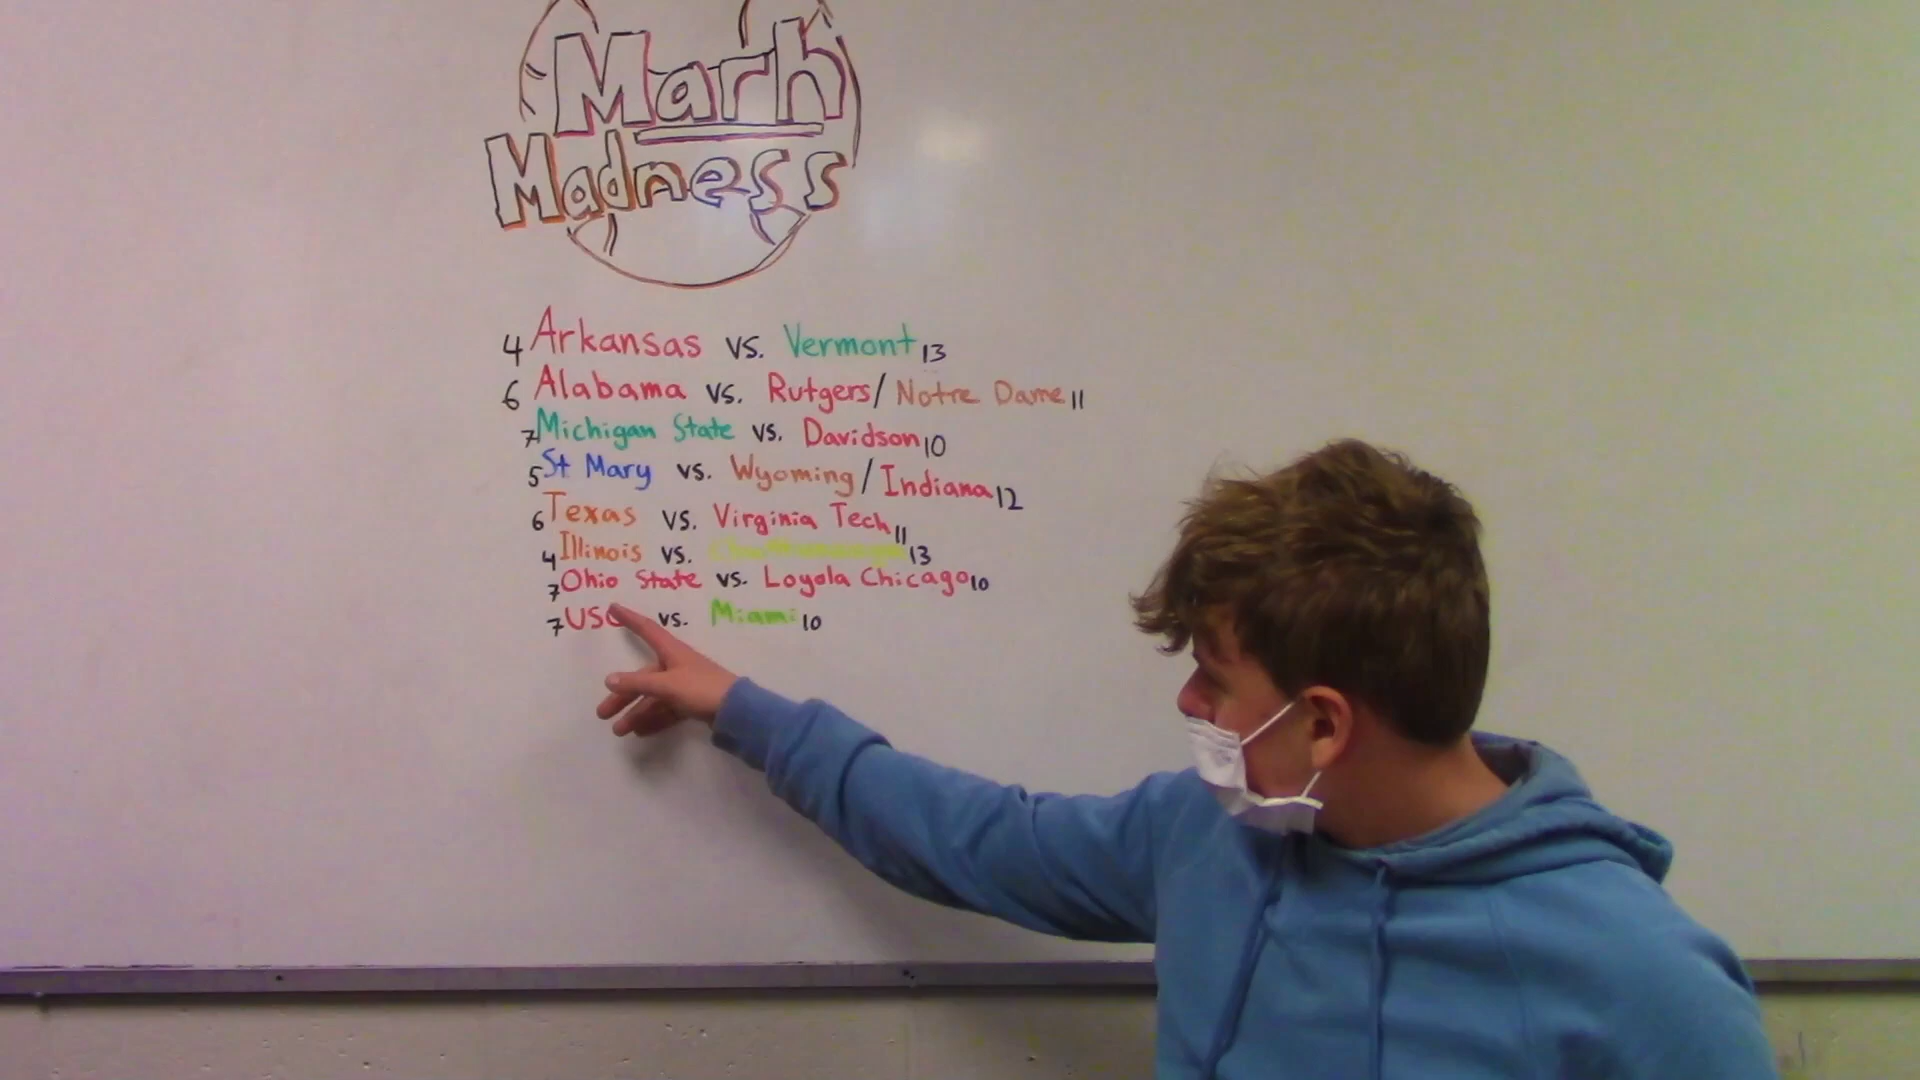 Marh
Madness
4 Arkansas vs. Vermont 13
6 Alabama vs. Rutgers/Notre Dame 11
7 Michigan State vs. Davidson 10
5 St Mary vs. Wyoming/Indiana 12
6 Texas vs. Virginia Tech 11
4 Illinois vs. 13
7 Ohio State vs. Loyola Chicago 10
7 USC vs. Miami 10